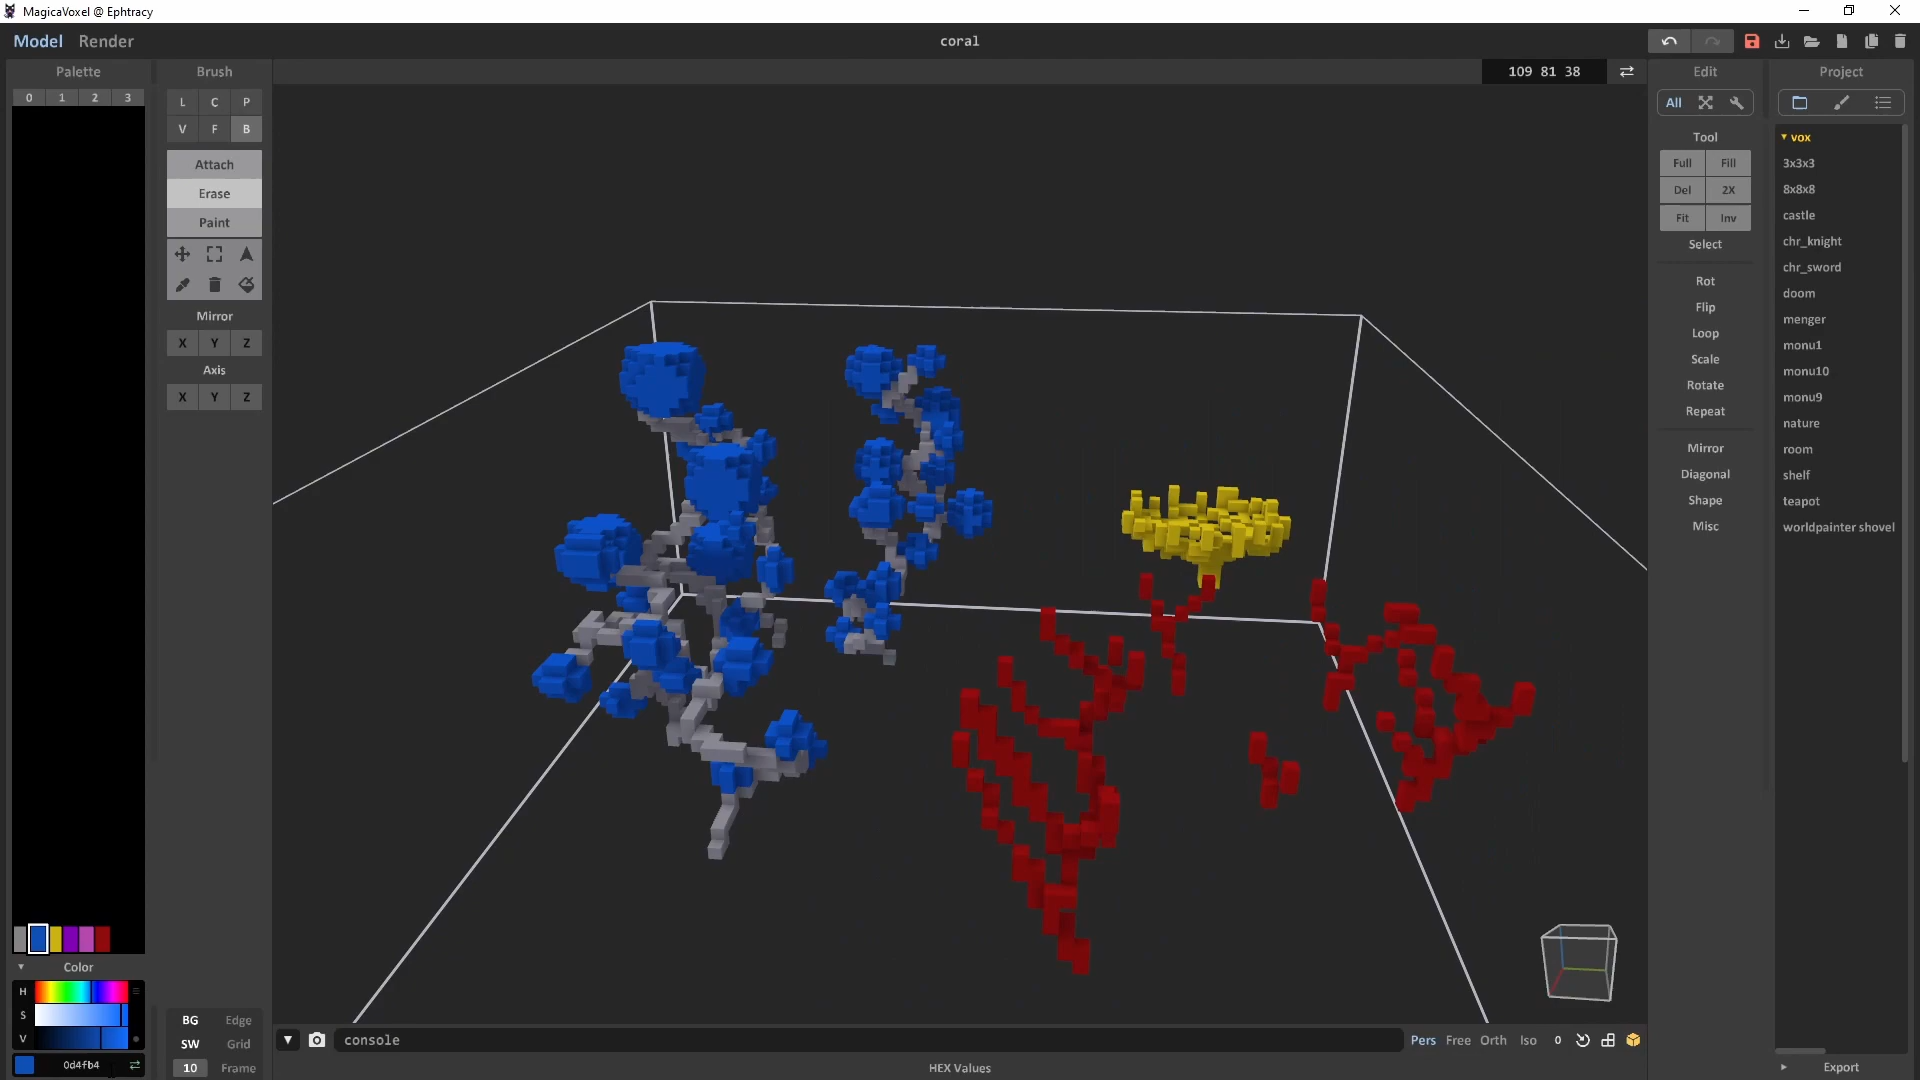 MagicaVoxel @ Ephtracy
Model Render
coral
Palette
0 1 2 3
Brush
L C P
V F B
Attach
Erase
Paint
Mirror
X Y Z
Axis
X Y Z
109 81 38
Edit
All
Tool
Full Fill
Del 2X
Fit Inv
Select
Rot
Flip
Loop
Scale
Rotate
Repeat
Mirror
Diagonal
Shape
Misc
Project
vox
3x3x3
8x8x8
castle
chr_knight
chr_sword
doom
menger
monu1
monu10
monu9
nature
room
shelf
teapot
worldpainter shovel
Color
H
S
V
0d4fb4
BG Edge
SW Grid
10 Frame
console
Pers Free Orth Iso 0
HEX Values
Export